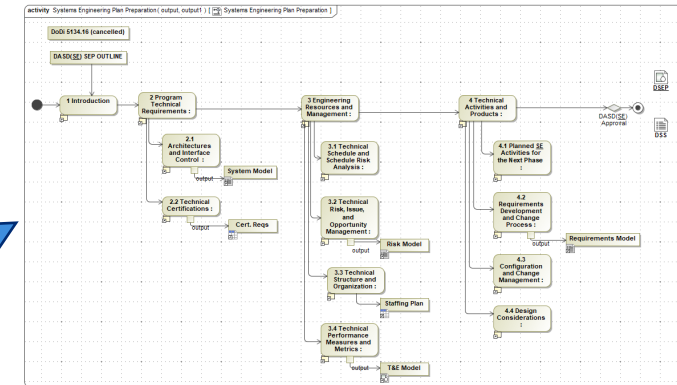 activity Systems Engineering Plan Preparation( output, output1 ) [ Systems Engineering Plan Preparation ]
DoDi 5134.16 (cancelled)
DASD(SE) SEP OUTLINE
1 Introduction
2 Program
Technical
Requirements :
2.1
Architectures
and Interface
Control :
output
System Model
2.2 Technical
Certifications :
output
Cert. Reqs
3 Engineering
Resources and
Management :
3.1 Technical
Schedule and
Schedule Risk
Analysis :
3.2 Technical
Risk, Issue,
and
Opportunity
Management :
output
Risk Model
3.3 Technical
Structure and
Organization :
Staffing Plan
3.4 Technical
Performance
Measures and
Metrics :
output
T&E Model
4 Technical
Activities and
Products :
4.1 Planned SE
Activities for
the Next Phase
:
4.2
Requirements
Development
and Change
Process :
output
Requirements Model
4.3
Configuration
and Change
Management :
4.4 Design
Considerations
:
DASD(SE)
Approval
DSEP
DSS